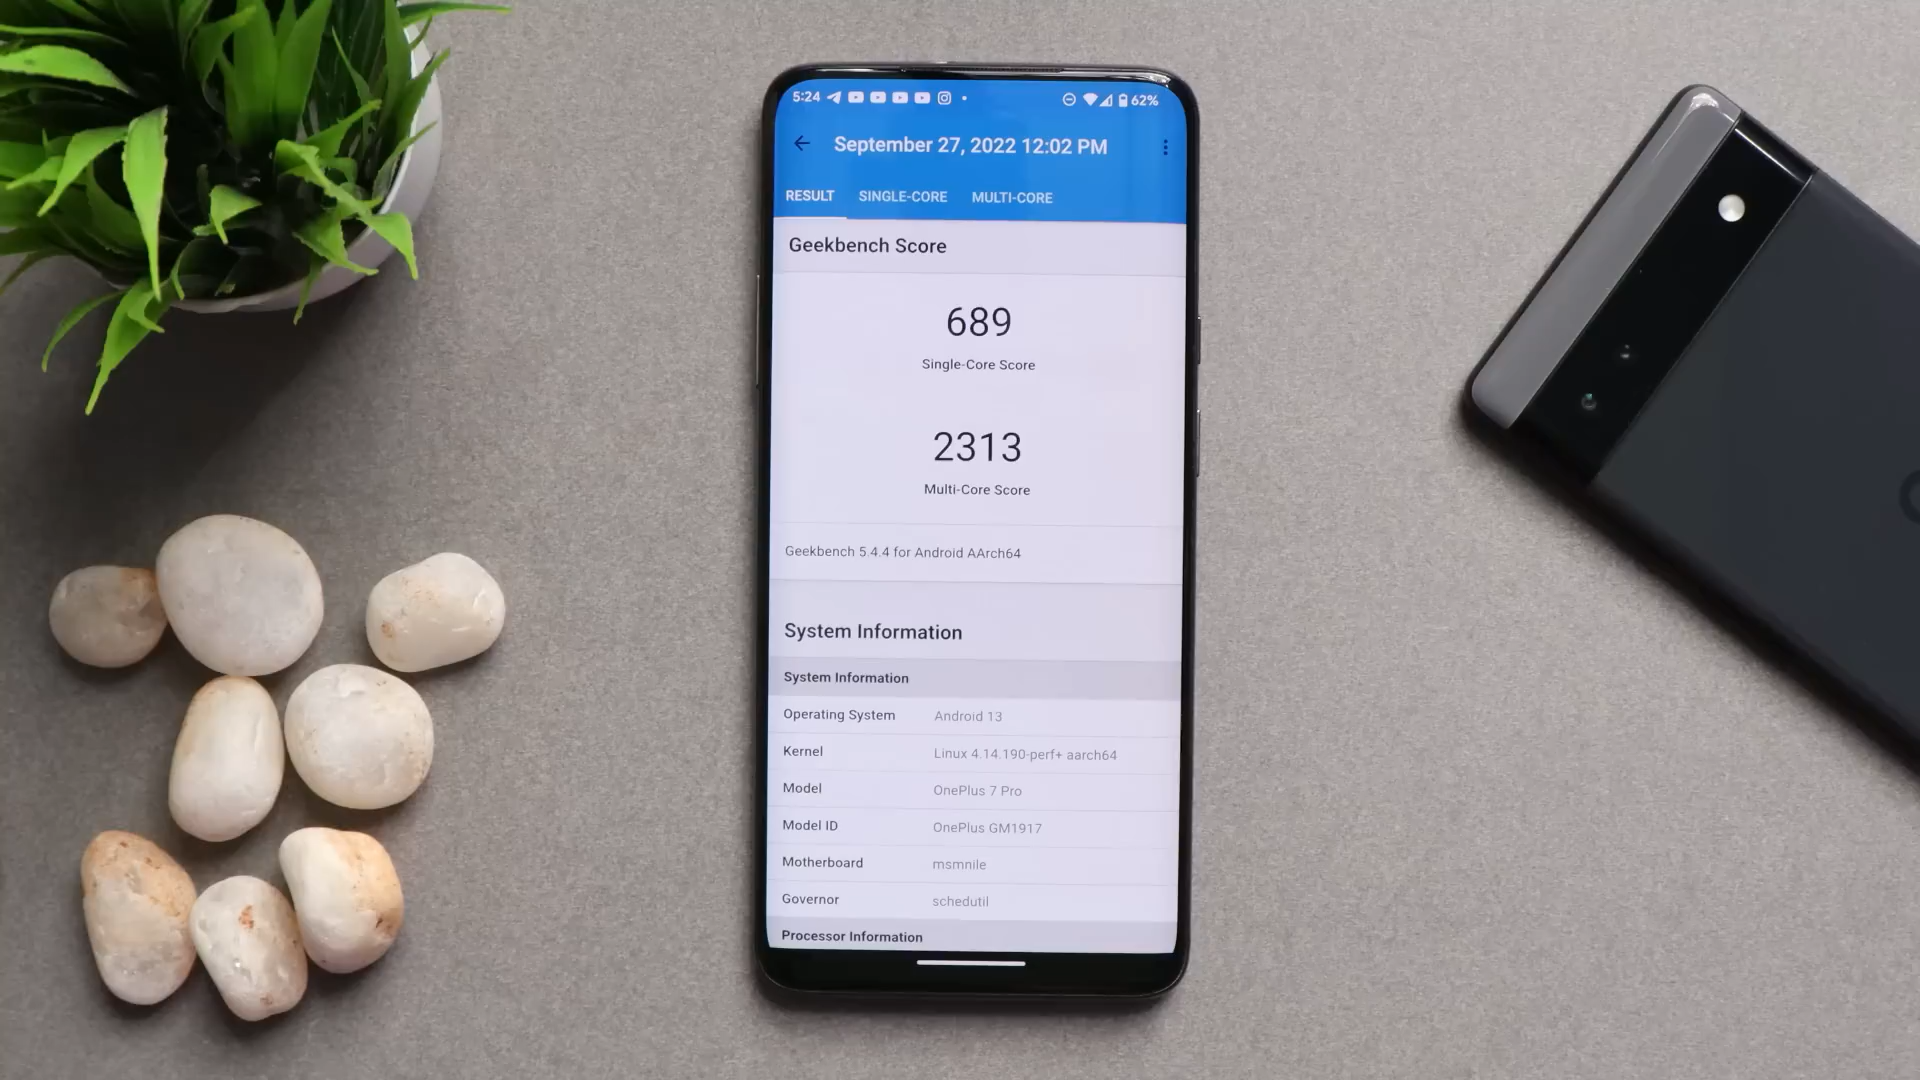 5:24 62%
September 27, 2022 12:02 PM
RESULT SINGLE-CORE MULTI-CORE
Geekbench Score
689
Single-Core Score
2313
Multi-Core Score
Geekbench 5.4.4 for Android AArch64
System Information
System Information
Operating System Android 13
Kernel Linux 4.14.190-perf+ aarch64
Model OnePlus 7 Pro
Model ID OnePlus GM1917
Motherboard msmnile
Governor schedutil
Processor Information